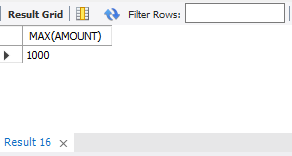 Result Grid Filter Rows:
MAX(AMOUNT)
1000
Result 16 ×